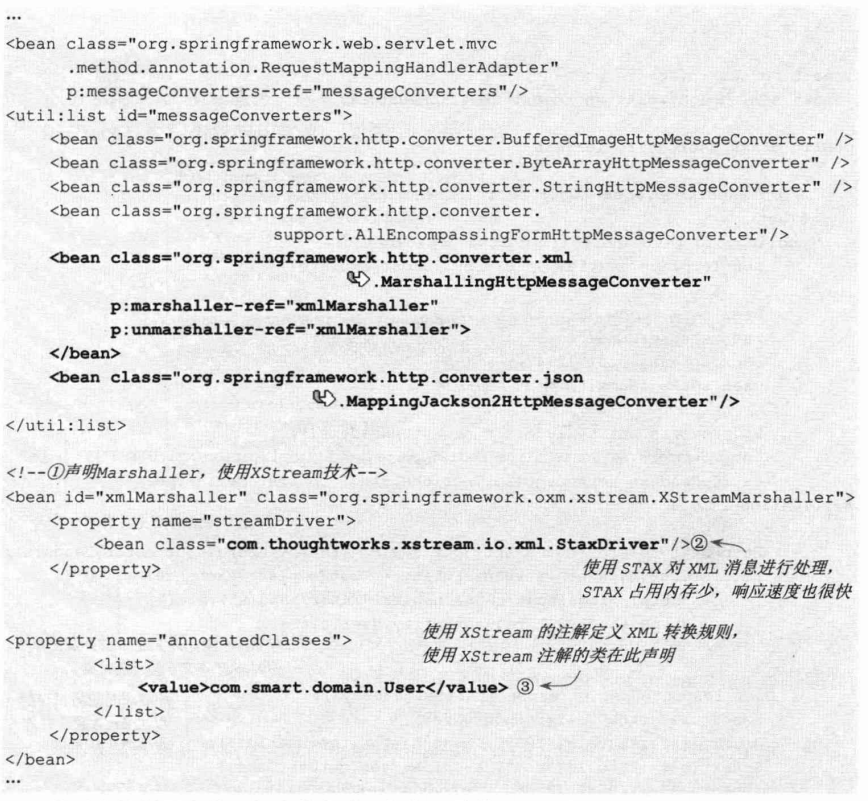 …
<bean class="org.springframework.web.servlet.mvc
.method.annotation.RequestMappingHandlerAdapter"
p:messageConverters-ref="messageConverters"/>
<util:list id="messageConverters">
<bean class="org.springframework.http.converter.BufferedImageHttpMessageConverter" />
<bean class="org.springframework.http.converter.ByteArrayHttpMessageConverter" />
<bean class="org.springframework.http.converter.StringHttpMessageConverter" />
<bean class="org.springframework.http.converter.
support.AllEncompassingFormHttpMessageConverter"/>
<bean class="org.springframework.http.converter.xml
.MarshallingHttpMessageConverter"
p:marshaller-ref="xmlMarshaller"
p:unmarshaller-ref="xmlMarshaller">
</bean>
<bean class="org.springframework.http.converter.json
.MappingJackson2HttpMessageConverter"/>
</util:list>
<!--①声明Marshaller，使用XStream技术-->
<bean id="xmlMarshaller" class="org.springframework.oxm.xstream.XStreamMarshaller">
<property name="streamDriver">
<bean class="com.thoughtworks.xstream.io.xml.StaxDriver"/>②
</property>
使用 STAX 对 XML 消息进行处理，
STAX 占用内存少，响应速度也很快
<property name="annotatedClasses">
使用 XStream 的注解定义 XML 转换规则，
使用 XStream 注解的类在此声明
<list>
<value>com.smart.domain.User</value> ③
</list>
</property>
</bean>
…